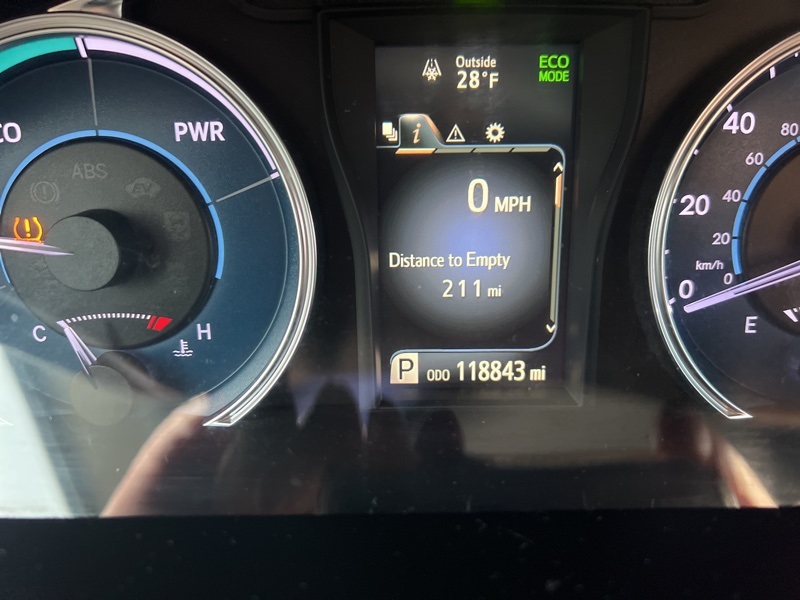 CO
PWR
ABS
C
H
Outside
28°F
ECO
MODE
i
0 MPH
Distance to Empty
211 mi
P ODO 118843 mi
40
20
0
80
60
40
20
0
km/h
E